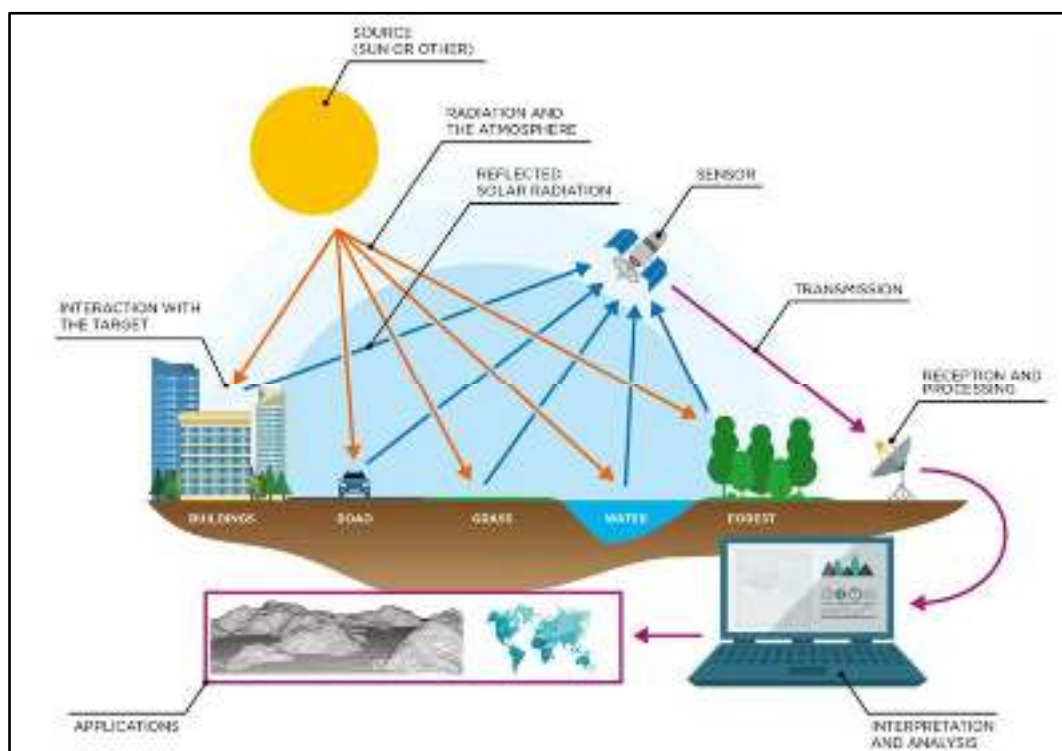 SOURCE
(SUN OR OTHER)
RADIATION AND
THE ATMOSPHERE
REFLECTED
SOLAR RADIATION
SENSOR
INTERACTION WITH
THE TARGET
TRANSMISSION
RECEPTION AND
PROCESSING
BUILDINGS
ROAD
GRASS
WATER
FOREST
APPLICATIONS
INTERPRETATION
AND ANALYSIS